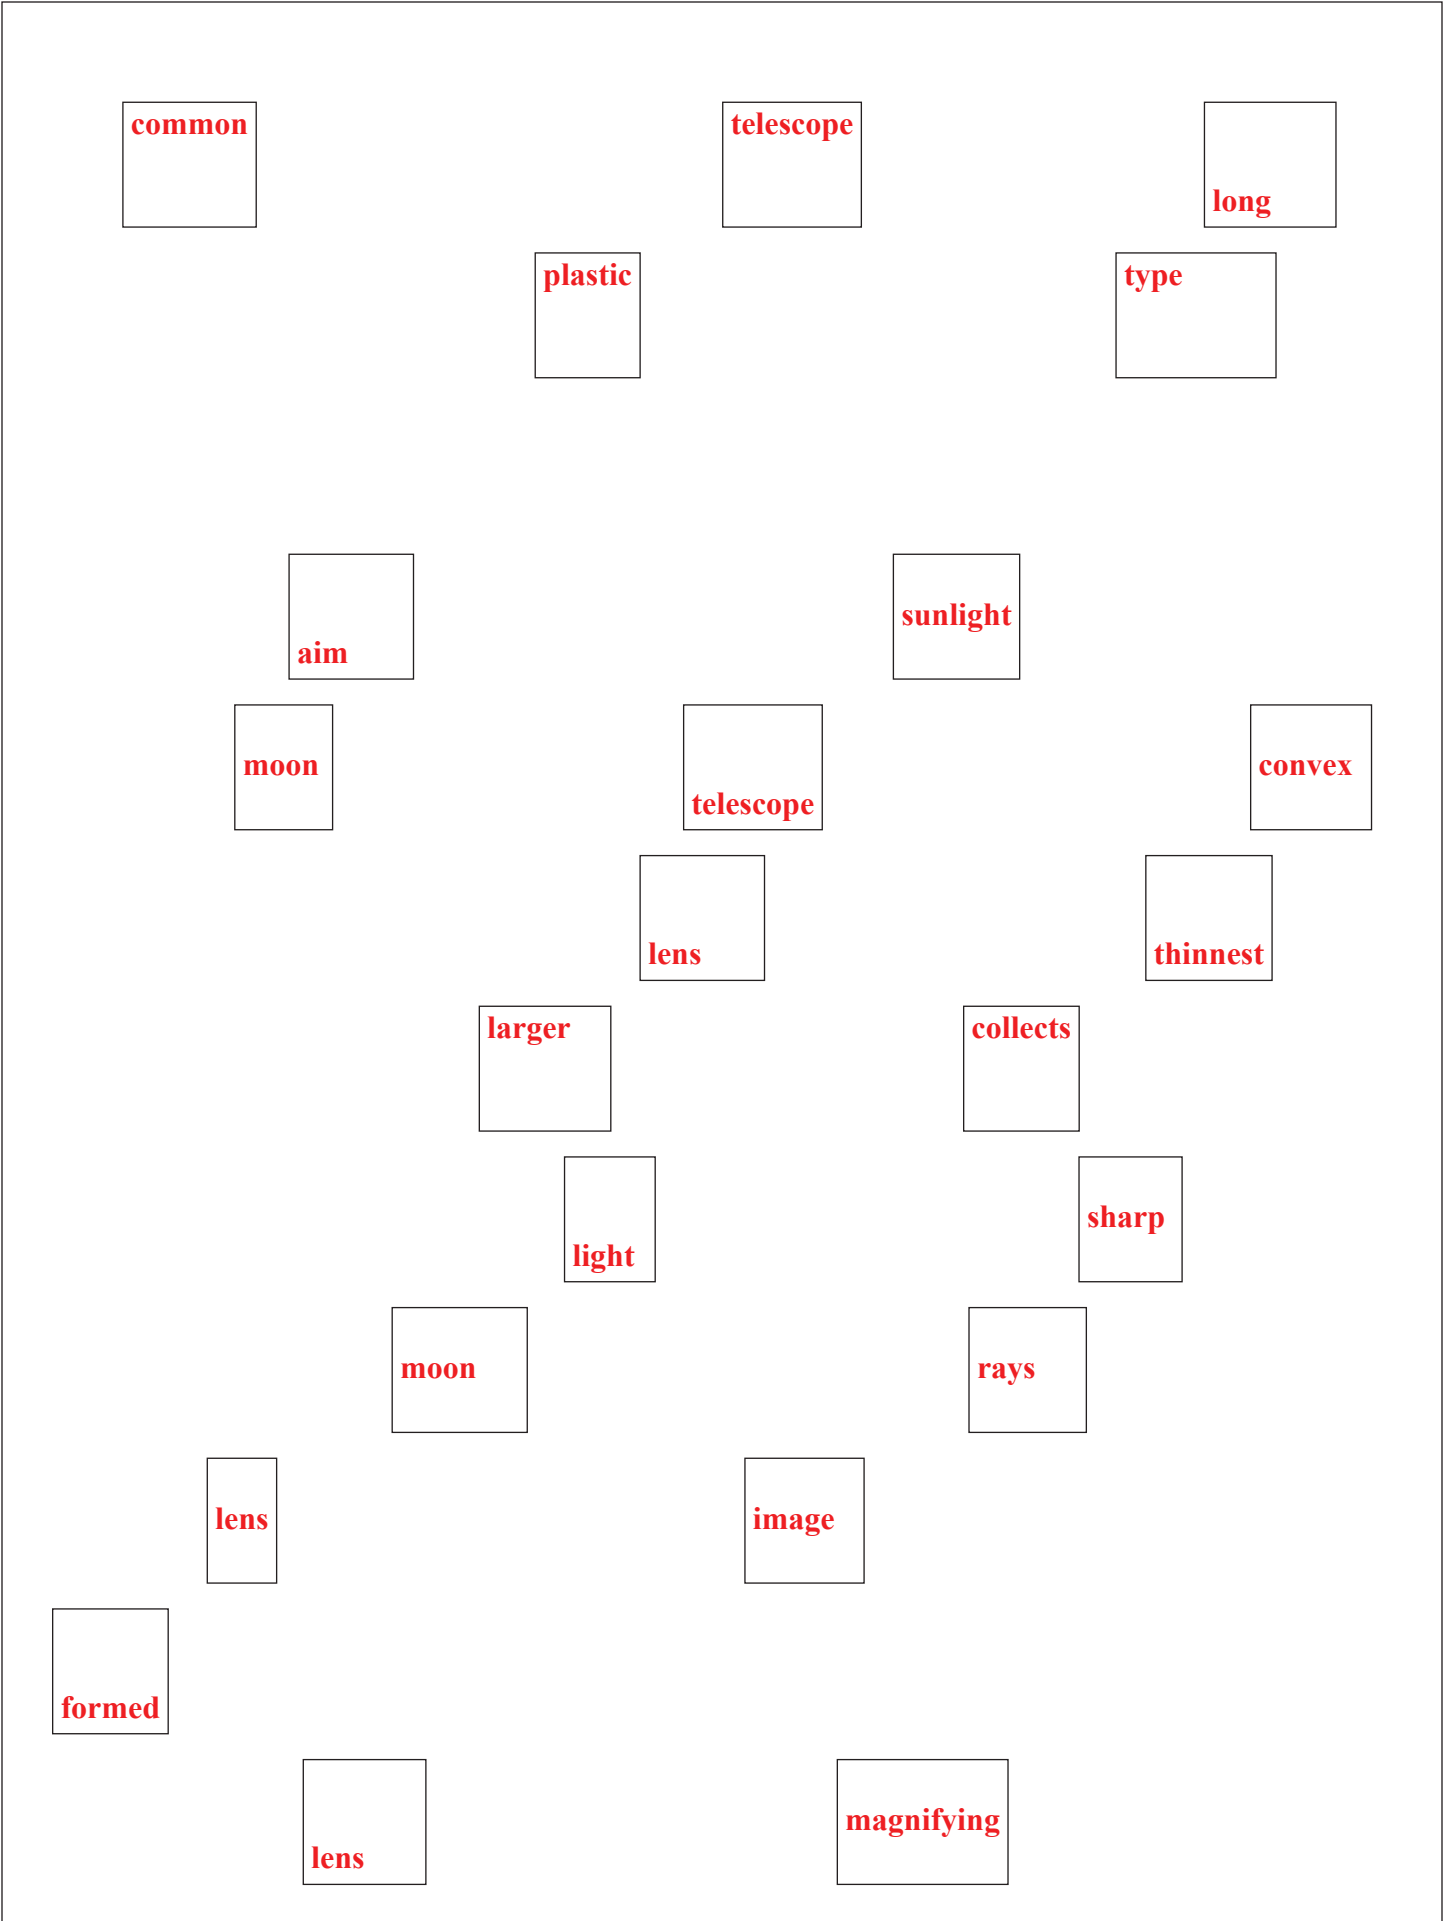 common telescope long
plastic type
aim sunlight
moon telescope convex
lens thinnest
larger collects
light sharp
moon rays
lens image
formed
lens magnifying